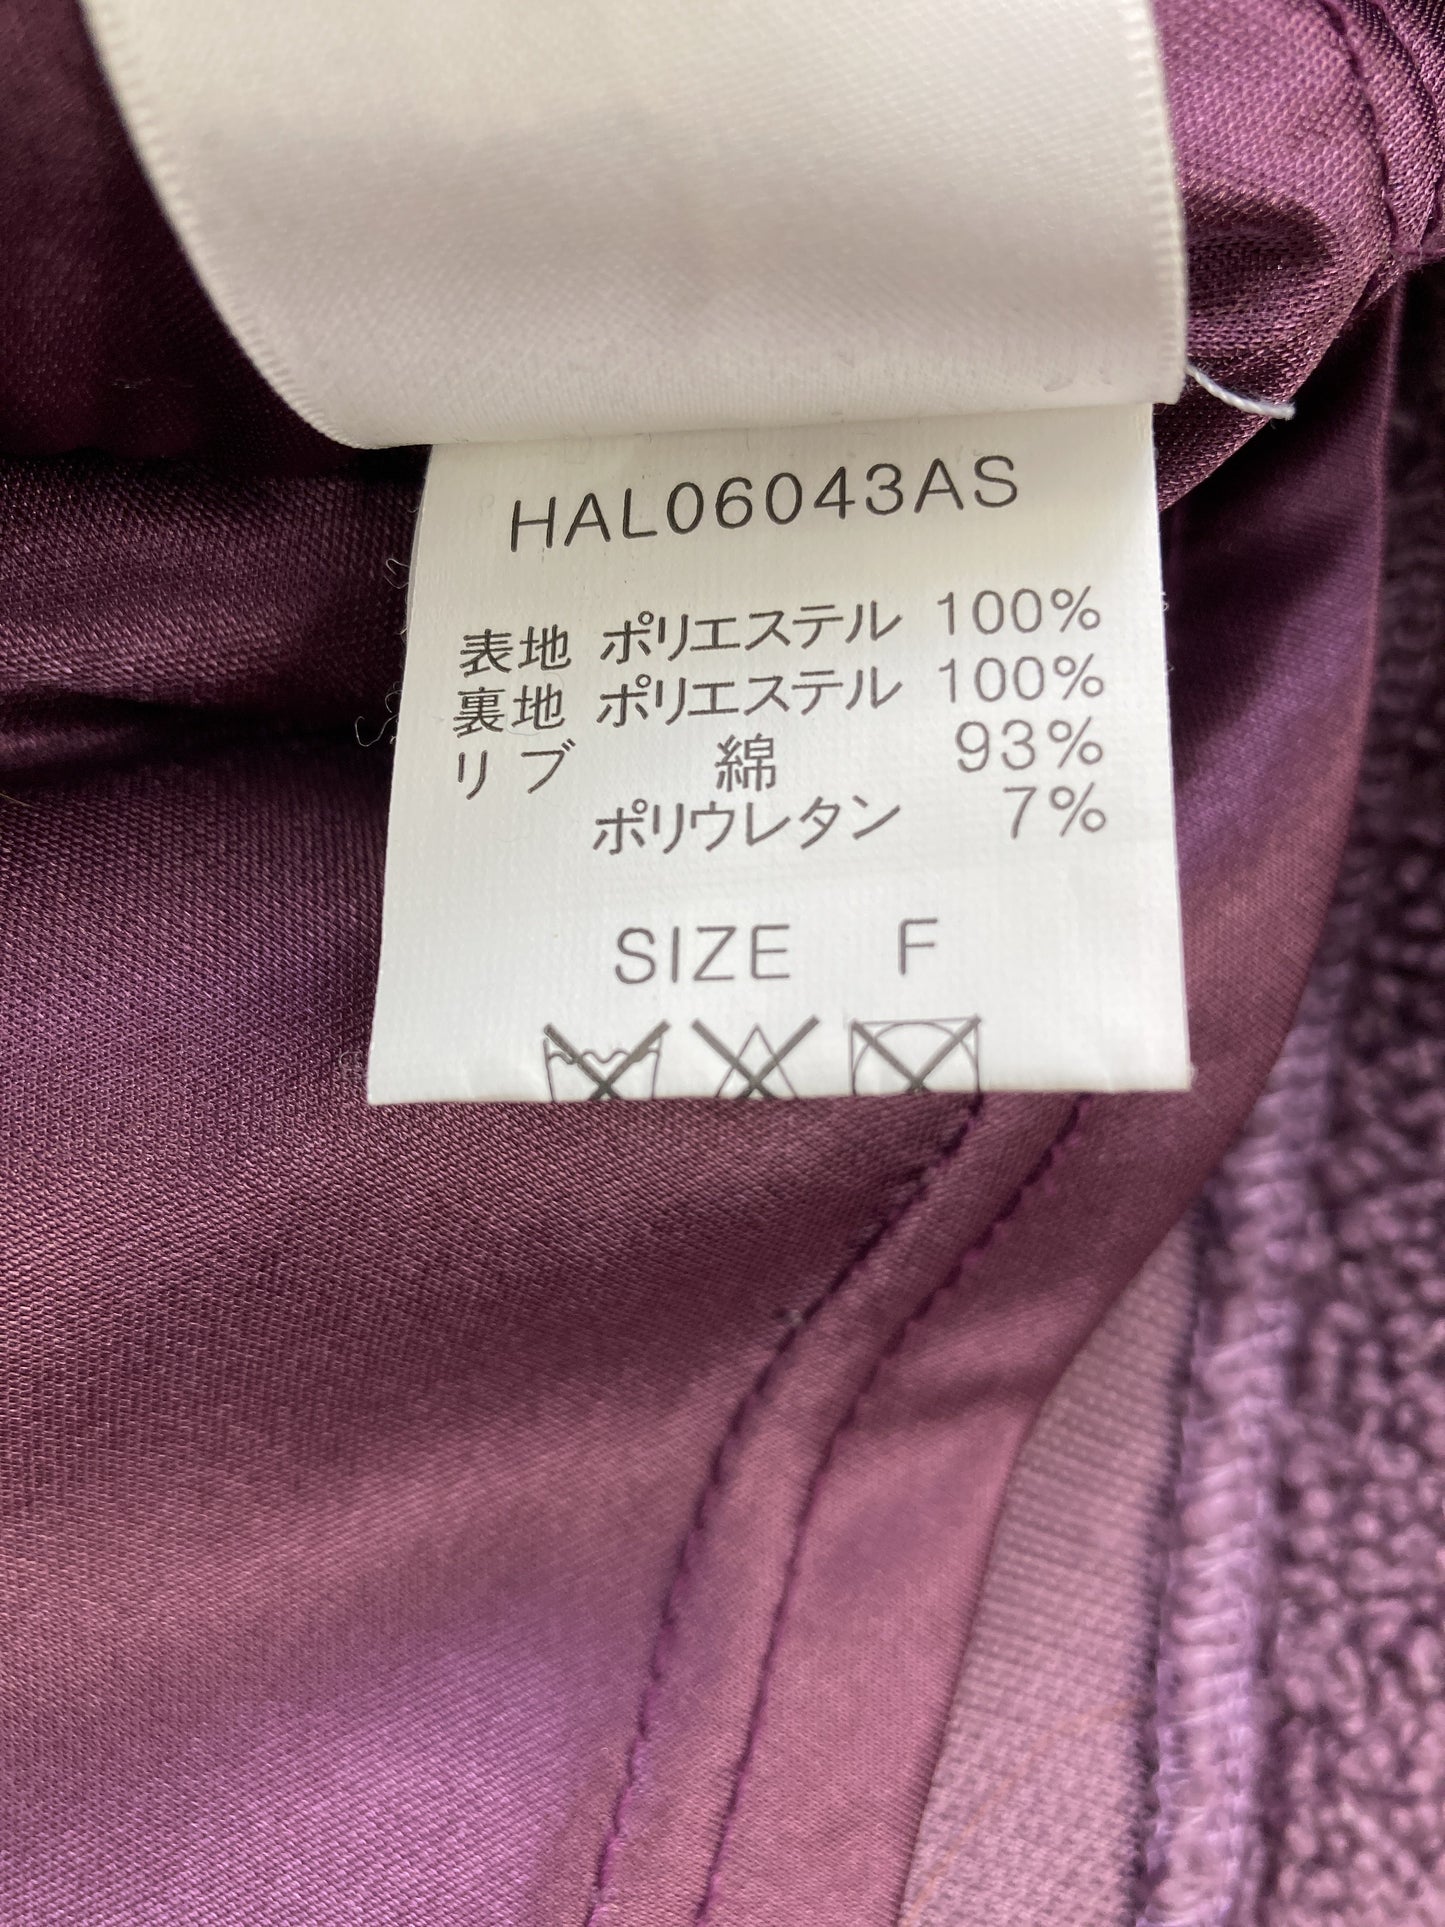 HAL06043AS
表地 ポリエステル 100%
裏地 ポリエステル 100%
リブ 綿 93%
ポリウレタン 7%
SIZE F